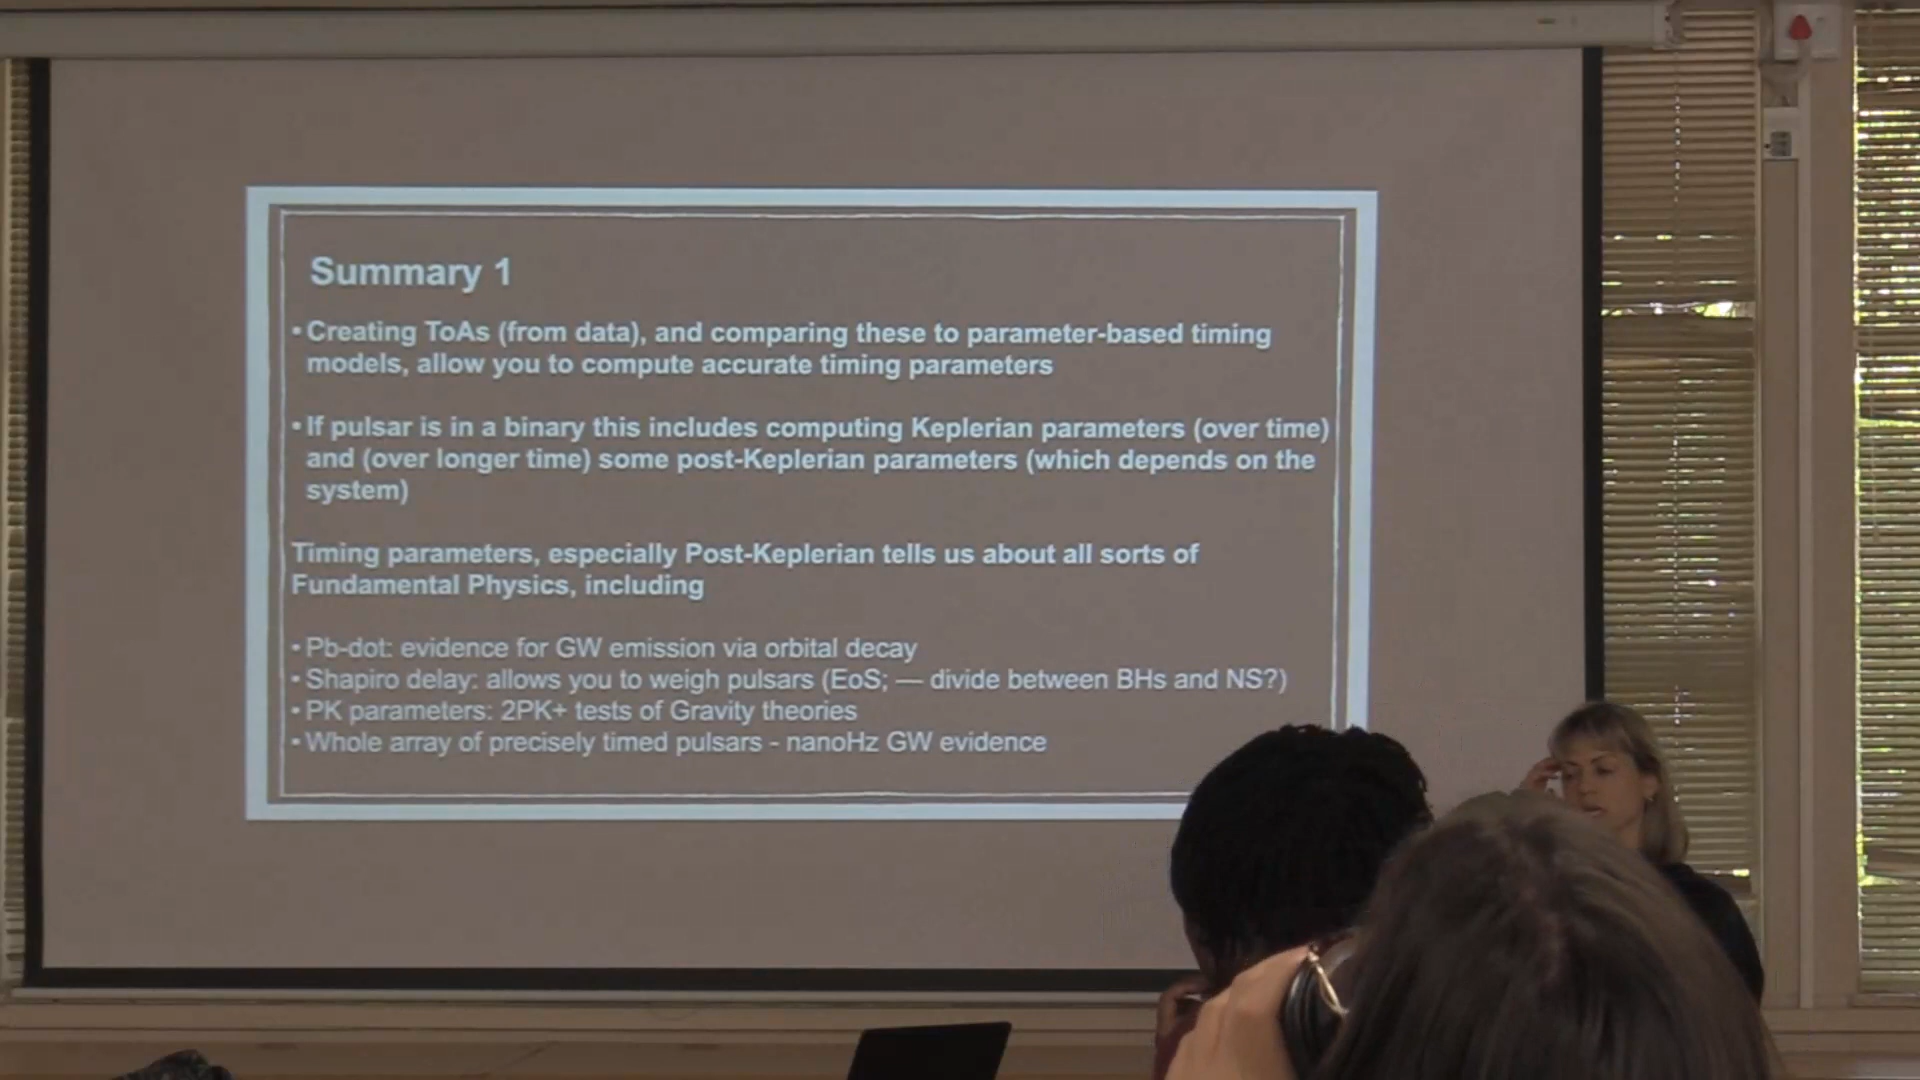 Summary 1
• Creating ToAs (from data), and comparing these to parameter-based timing
models, allow you to compute accurate timing parameters
• If pulsar is in a binary this includes computing Keplerian parameters (over time)
and (over longer time) some post-Keplerian parameters (which depends on the
system)
Timing parameters, especially Post-Keplerian tells us about all sorts of
Fundamental Physics, including
• Pb-dot: evidence for GW emission via orbital decay
• Shapiro delay: allows you to weigh pulsars (EoS; — divide between BHs and NS?)
• PK parameters: 2PK+ tests of Gravity theories
• Whole array of precisely timed pulsars - nanoHz GW evidence